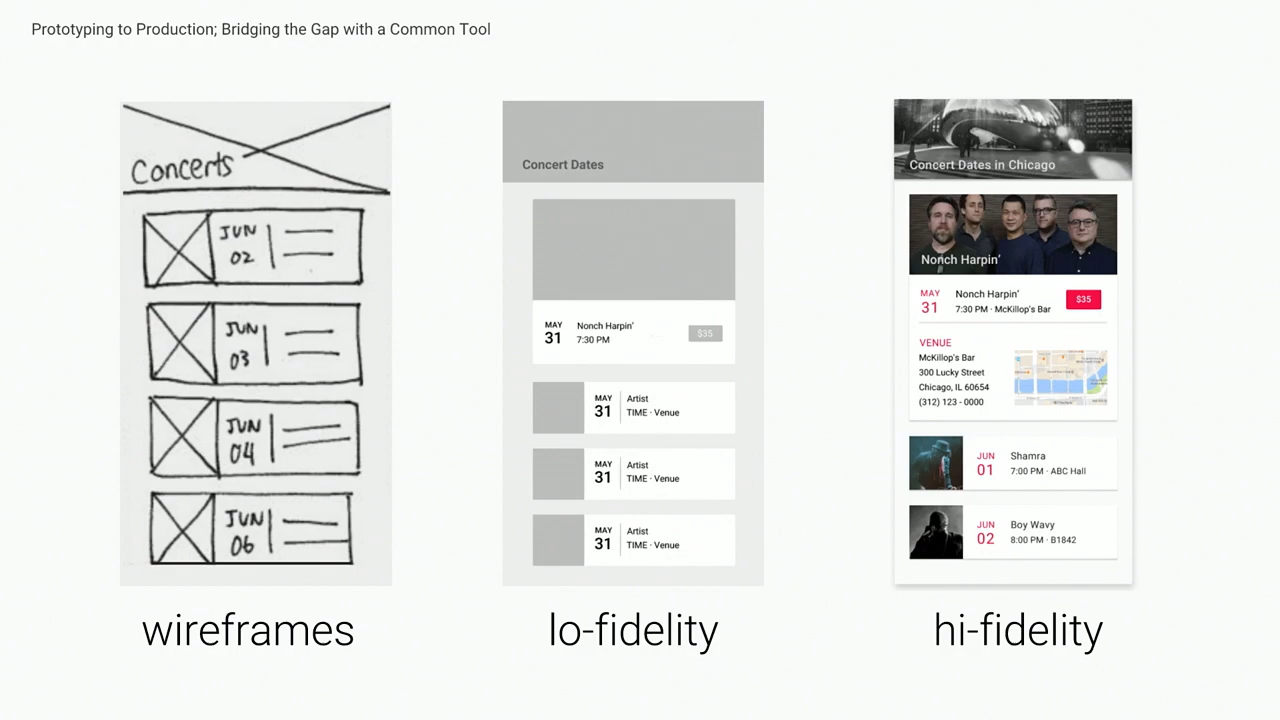 Prototyping to Production; Bridging the Gap with a Common Tool
Concerts
JUN
02
JUN
03
JUN
04
JUN
06
wireframes
Concert Dates
MAY
31
Nonch Harpin'
7:30 PM
$35
MAY
31
Artist
TIME · Venue
MAY
31
Artist
TIME · Venue
MAY
31
Artist
TIME · Venue
lo-fidelity
Concert Dates in Chicago
Nonch Harpin'
MAY
31
Nonch Harpin'
7:30 PM · McKillop's Bar
$35
VENUE
McKillop's Bar
300 Lucky Street
Chicago, IL 60654
(312) 123 - 0000
JUN
01
Shamra
7:00 PM · ABC Hall
JUN
02
Boy Wavy
8:00 PM · B1842
hi-fidelity